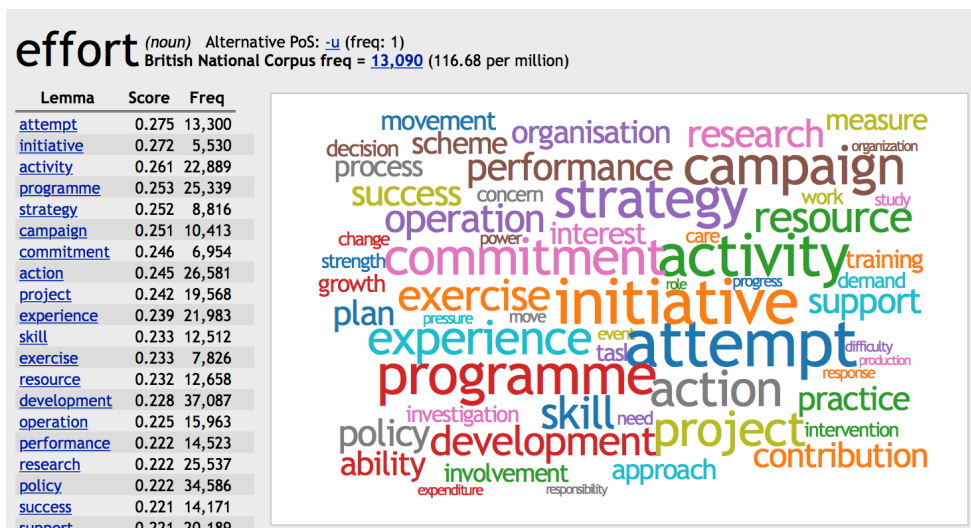 effort (noun) Alternative PoS: -u (freq: 1)
British National Corpus freq = 13,090 (116.68 per million)
Lemma Score Freq
attempt 0.275 13,300
initiative 0.272 5,530
activity 0.261 22,889
programme 0.253 25,339
strategy 0.252 8,816
campaign 0.251 10,413
commitment 0.246 6,954
action 0.245 26,581
project 0.242 19,568
experience 0.239 21,983
skill 0.233 12,512
exercise 0.233 7,826
resource 0.232 12,658
development 0.228 37,087
operation 0.225 15,963
performance 0.222 14,523
research 0.222 25,537
policy 0.222 34,586
success 0.221 14,171
support 0.221 20,189
movement organisation research measure
decision scheme organization
process performance campaign
success concern strategy work study
operation resource
change power interest care
strength commitment activity training
growth role progress demand
exercise initiative support
plan pressure move
experience event attempt difficulty
task production
programme action response
skill practice
investigation need
policy development project intervention
ability contribution
involvement approach
expenditure responsibility